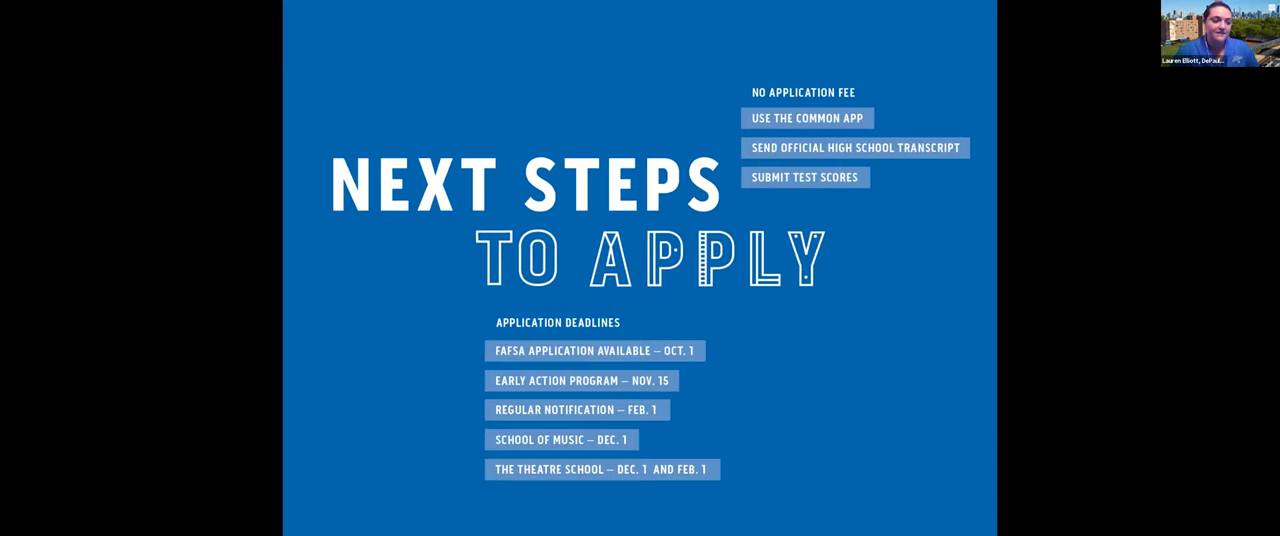 NO APPLICATION FEE
USE THE COMMON APP
SEND OFFICIAL HIGH SCHOOL TRANSCRIPT
SUBMIT TEST SCORES
NEXT STEPS
TO APPLY
APPLICATION DEADLINES
FAFSA APPLICATION AVAILABLE – OCT. 1
EARLY ACTION PROGRAM – NOV. 15
REGULAR NOTIFICATION – FEB. 1
SCHOOL OF MUSIC – DEC. 1
THE THEATRE SCHOOL – DEC. 1 AND FEB. 1
Lauren Elliott, DePaul...